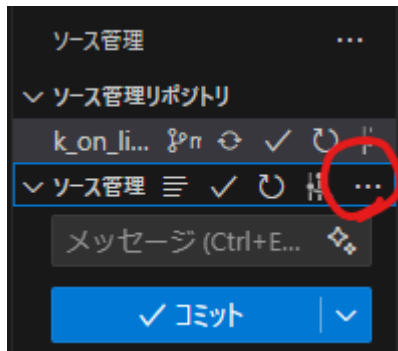 ソース管理 ...
ソース管理リポジトリ
k_on_li...
ソース管理 ...
メッセージ (Ctrl+E...
コミット